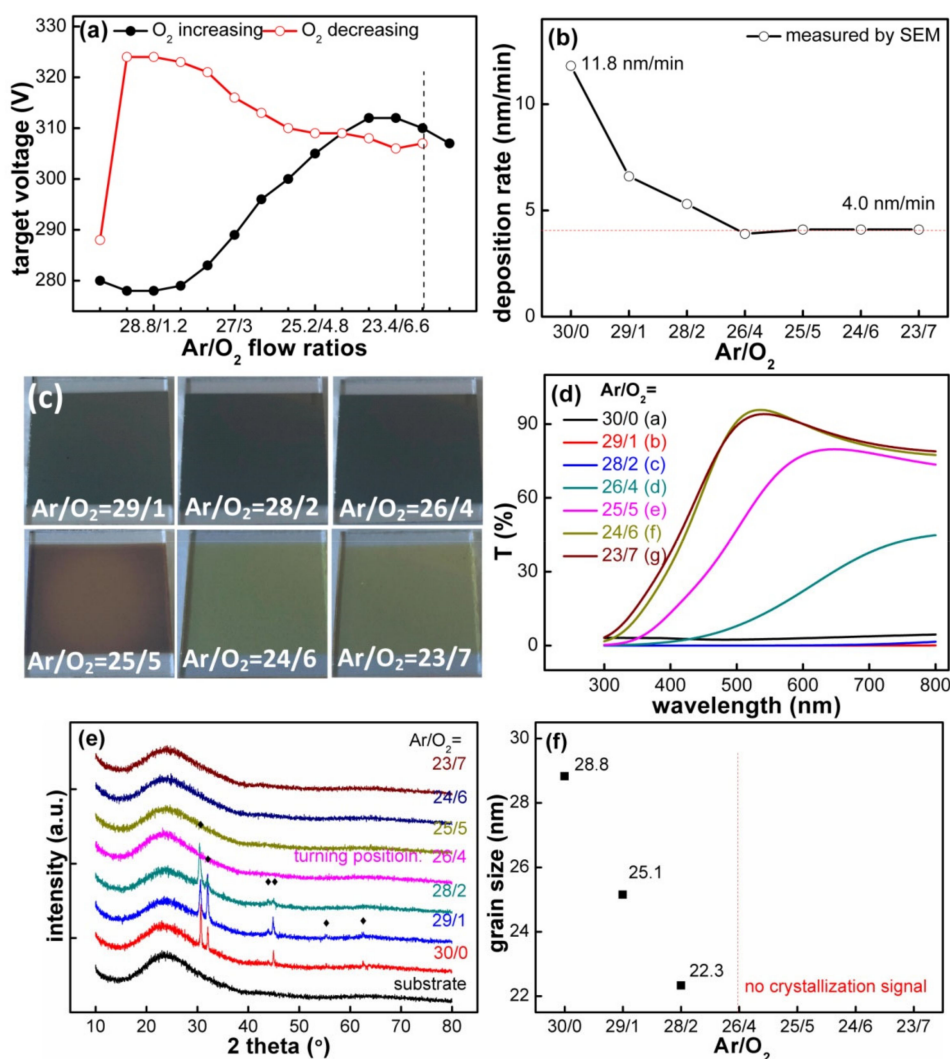 (a)
O₂ increasing
O₂ decreasing
330
320
310
300
290
280
target voltage (V)
28.8/1.2
27/3
25.2/4.8
23.4/6.6
Ar/O₂ flow ratios
(b)
measured by SEM
11.8 nm/min
4.0 nm/min
10
5
0
deposition rate (nm/min)
30/0
29/1
28/2
26/4
25/5
24/6
23/7
Ar/O₂
(c)
Ar/O₂=29/1
Ar/O₂=28/2
Ar/O₂=26/4
Ar/O₂=25/5
Ar/O₂=24/6
Ar/O₂=23/7
(d)
Ar/O₂=
30/0 (a)
29/1 (b)
28/2 (c)
26/4 (d)
25/5 (e)
24/6 (f)
23/7 (g)
90
60
30
0
T (%)
300
400
500
600
700
800
wavelength (nm)
(e)
Ar/O₂=
23/7
24/6
25/5
turning positioin: 26/4
28/2
29/1
30/0
substrate
intensity (a.u.)
10
20
30
40
50
60
70
80
2 theta (°)
(f)
30
28
26
24
22
grain size (nm)
28.8
25.1
22.3
no crystallization signal
30/0
29/1
28/2
26/4
25/5
24/6
23/7
Ar/O₂